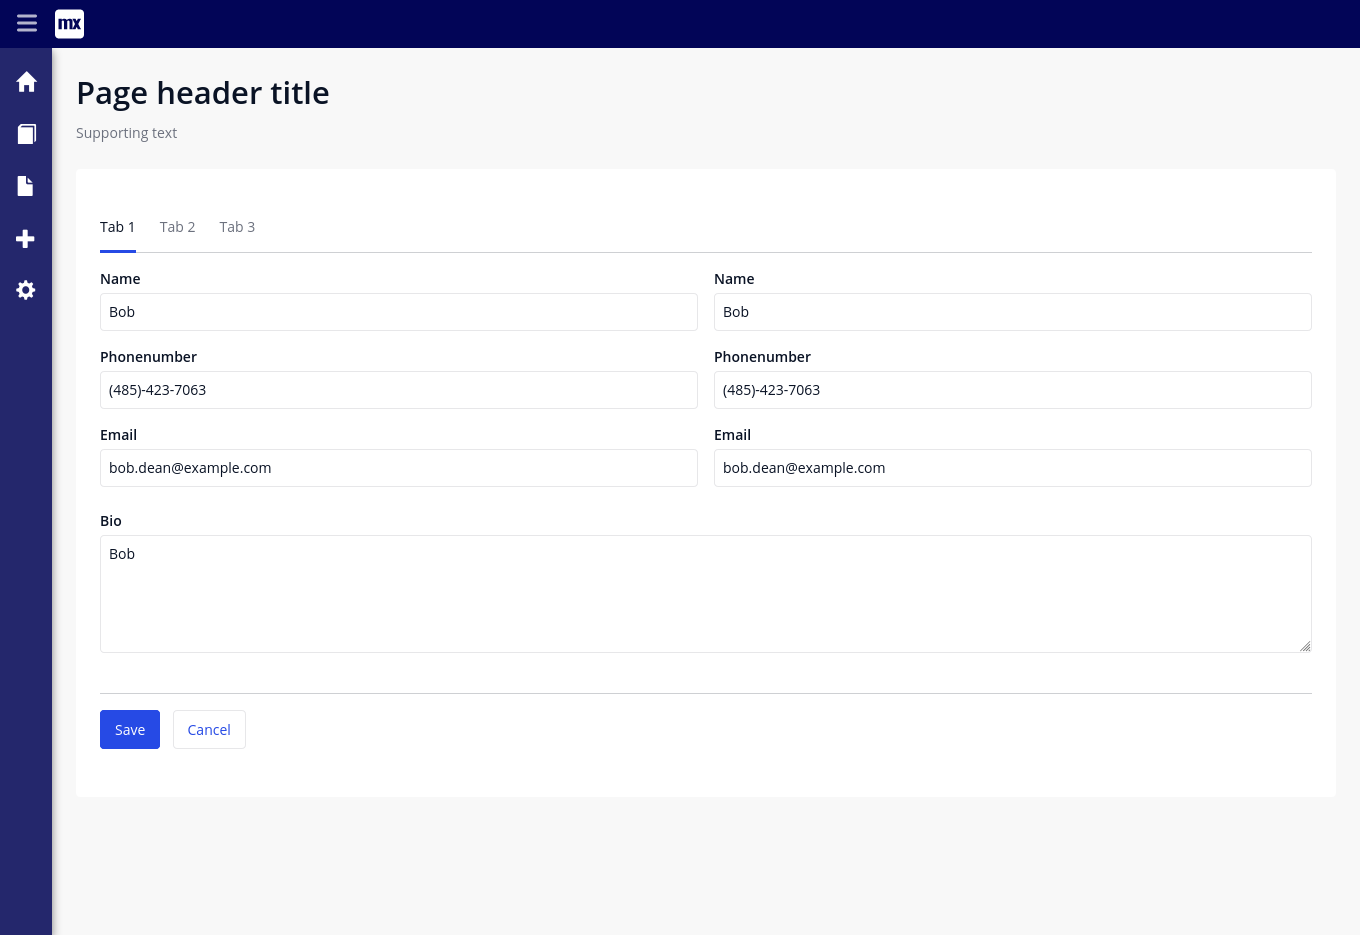 mx
Page header title
Supporting text
Tab 1 Tab 2 Tab 3
Name Name
Bob Bob
Phonenumber Phonenumber
(485)-423-7063 (485)-423-7063
Email Email
bob.dean@example.com bob.dean@example.com
Bio
Bob
Save Cancel